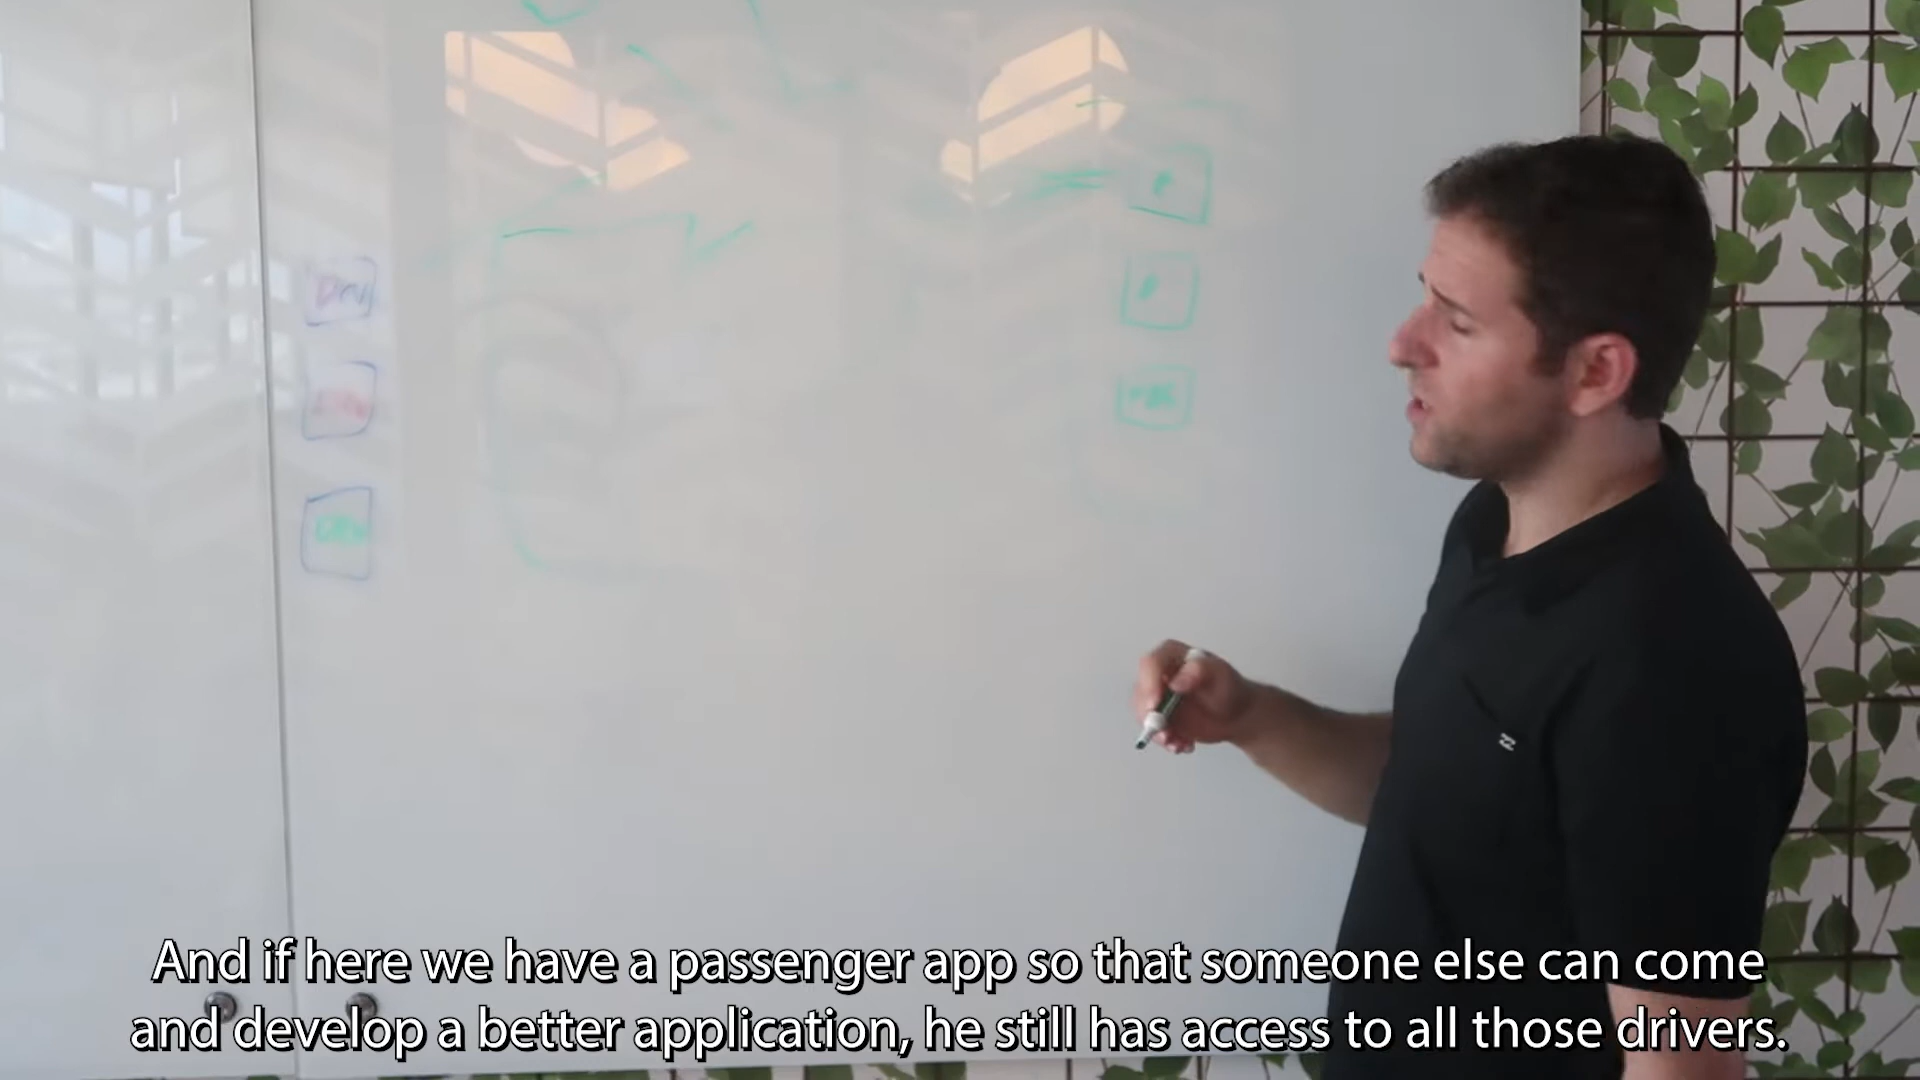 Driv
P
P
And if here we have a passenger app so that someone else can come
and develop a better application, he still has access to all those drivers.